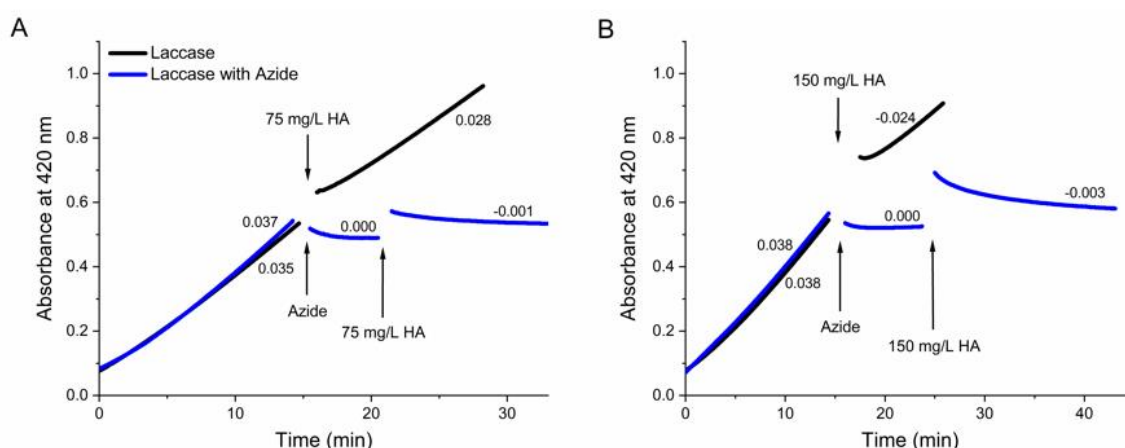 A
Laccase
Laccase with Azide
75 mg/L HA
0.028
0.037
0.035
0.000
-0.001
Azide
75 mg/L HA
Absorbance at 420 nm
1.0
0.8
0.6
0.4
0.2
0.0
0
10
20
30
Time (min)
B
150 mg/L HA
-0.024
0.038
0.038
0.000
-0.003
Azide
150 mg/L HA
Absorbance at 420 nm
1.0
0.8
0.6
0.4
0.2
0.0
0
10
20
30
40
Time (min)